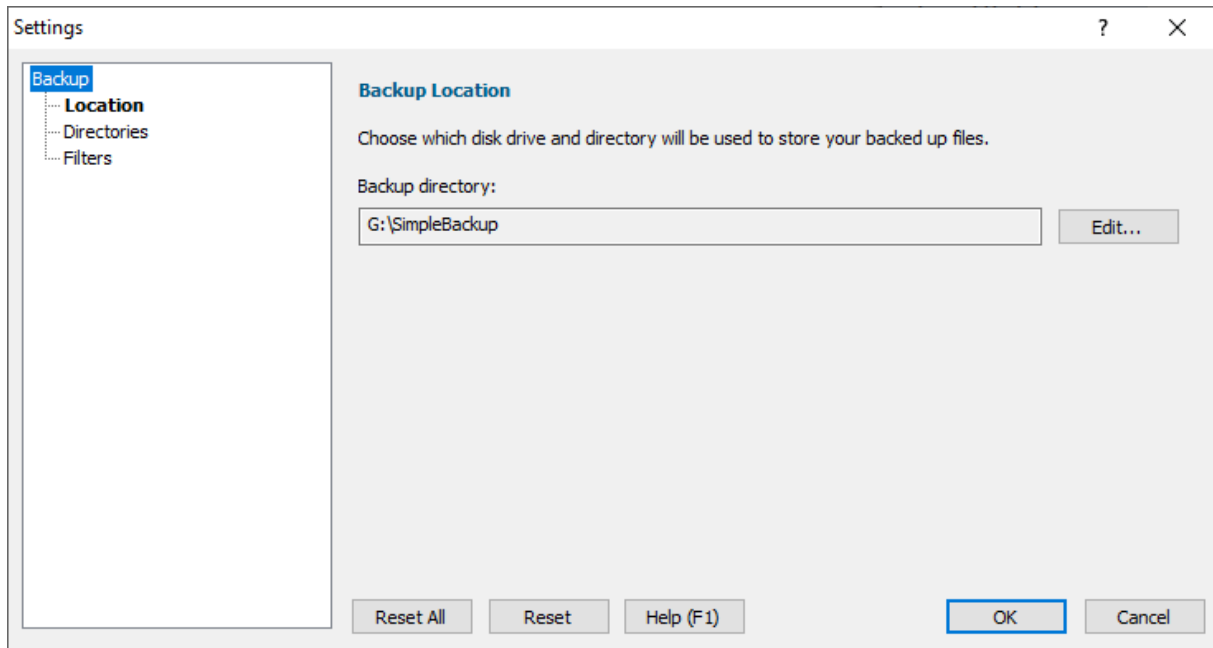 Settings
?
Backup
Location
Directories
Filters
Backup Location
Choose which disk drive and directory will be used to store your backed up files.
Backup directory:
G:\SimpleBackup
Edit...
Reset All
Reset
Help (F1)
OK
Cancel